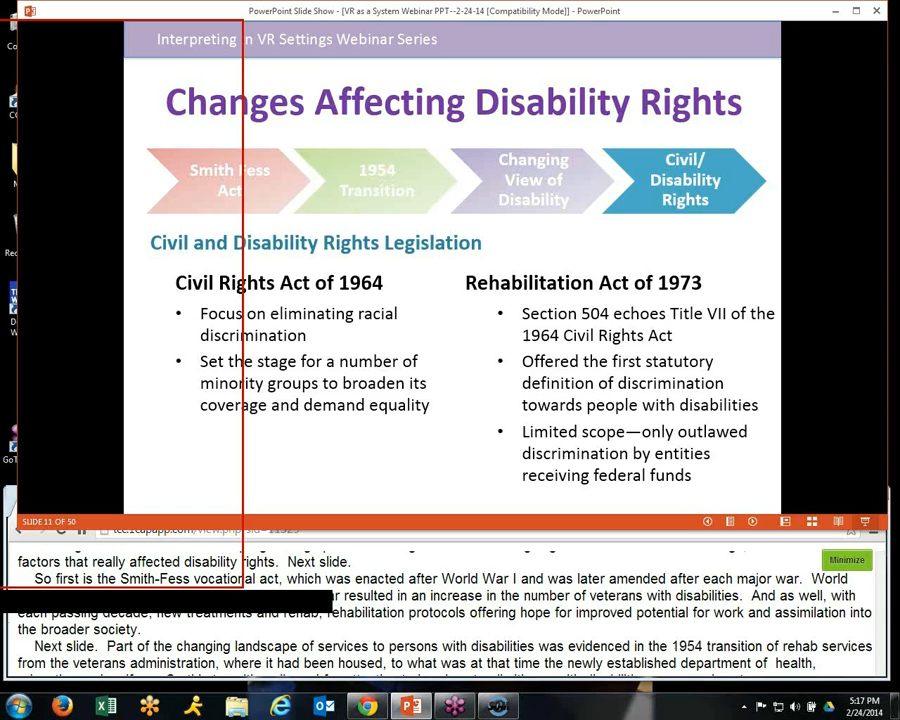 PowerPoint Slide Show - [VR as a System Webinar PPT--2-24-14 [Compatibility Mode]] - PowerPoint
Interpreting in VR Settings Webinar Series
Changes Affecting Disability Rights
Smith Fess
Act
1954
Transition
Changing
View of
Disability
Civil/
Disability
Rights
Civil and Disability Rights Legislation
Civil Rights Act of 1964
• Focus on eliminating racial
discrimination
• Set the stage for a number of
minority groups to broaden its
coverage and demand equality
Rehabilitation Act of 1973
• Section 504 echoes Title VII of the
1964 Civil Rights Act
• Offered the first statutory
definition of discrimination
towards people with disabilities
• Limited scope—only outlawed
discrimination by entities
receiving federal funds
SLIDE 11 OF 50
factors that really affected disability rights. Next slide.
Minimize
So first is the Smith-Fess vocational act, which was enacted after World War I and was later amended after each major war. World
resulted in an increase in the number of veterans with disabilities. And as well, with
each passing decade, new treatments and rehab, rehabilitation protocols offering hope for improved potential for work and assimilation into
the broader society.
Next slide. Part of the changing landscape of services to persons with disabilities was evidenced in the 1954 transition of rehab services
from the veterans administration, where it had been housed, to what was at that time the newly established department of health,
5:17 PM
2/24/2014